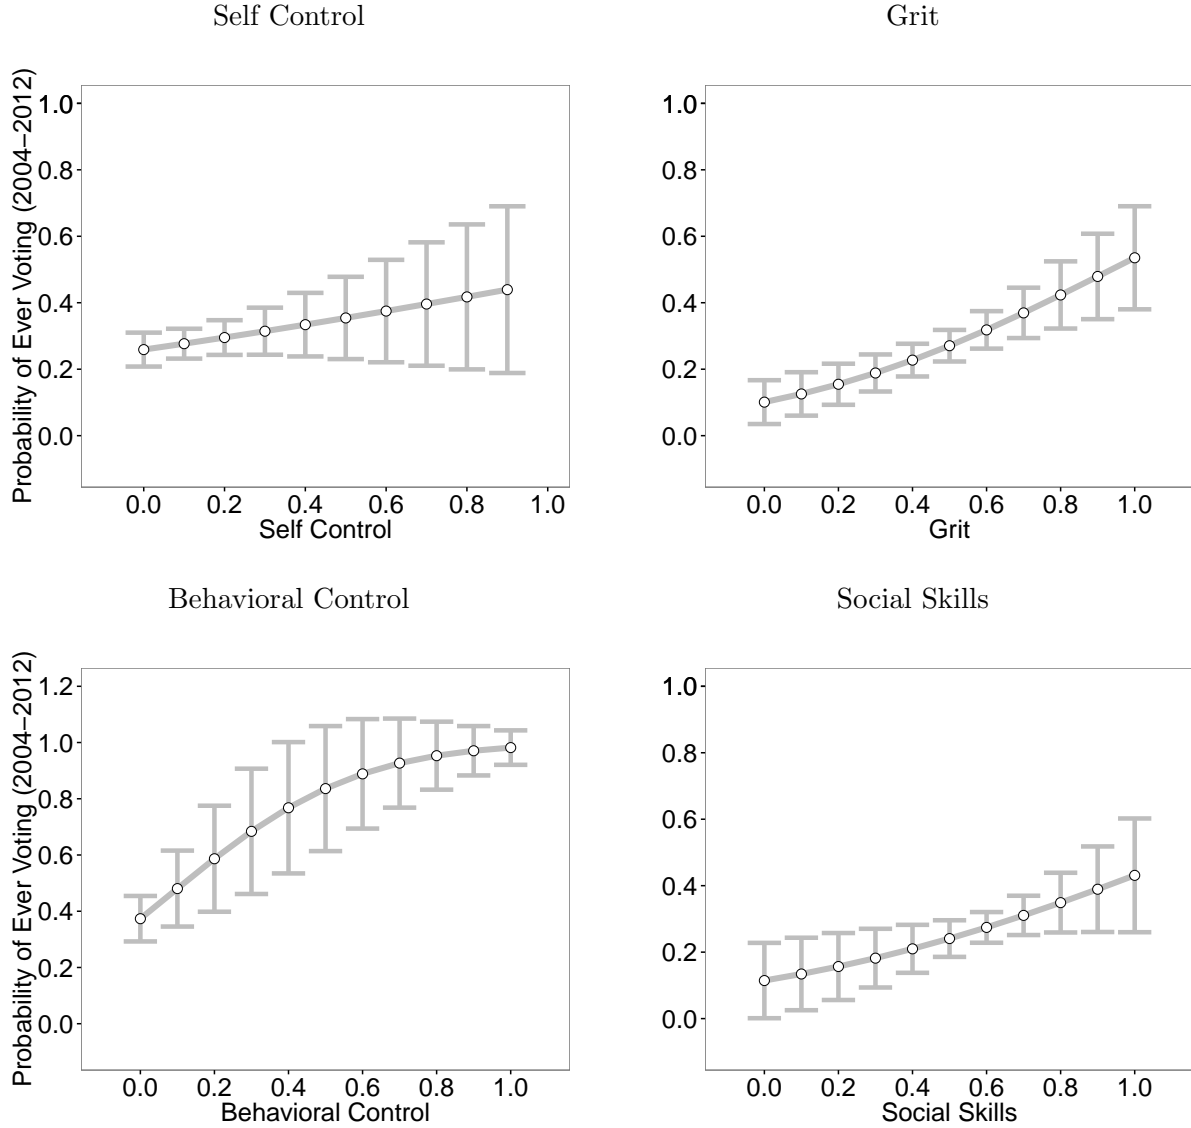 Self Control
Grit
Probability of Ever Voting (2004–2012)
1.0
0.8
0.6
0.4
0.2
0.0
0.0 0.2 0.4 0.6 0.8 1.0
Self Control
1.0
0.8
0.6
0.4
0.2
0.0
0.0 0.2 0.4 0.6 0.8 1.0
Grit
Behavioral Control
Social Skills
Probability of Ever Voting (2004–2012)
1.2
1.0
0.8
0.6
0.4
0.2
0.0
0.0 0.2 0.4 0.6 0.8 1.0
Behavioral Control
1.0
0.8
0.6
0.4
0.2
0.0
0.0 0.2 0.4 0.6 0.8 1.0
Social Skills